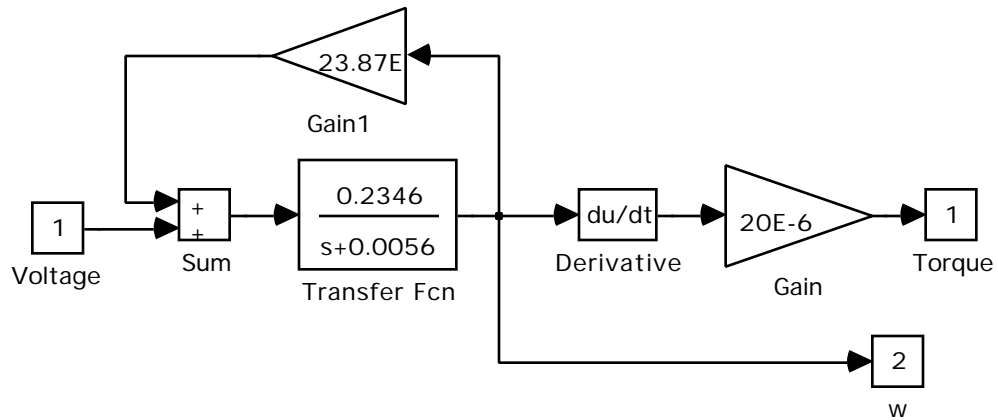 23.87E
Gain1
1
Voltage
+
+
Sum
0.2346
s+0.0056
Transfer Fcn
du/dt
Derivative
20E-6
Gain
1
Torque
2
w